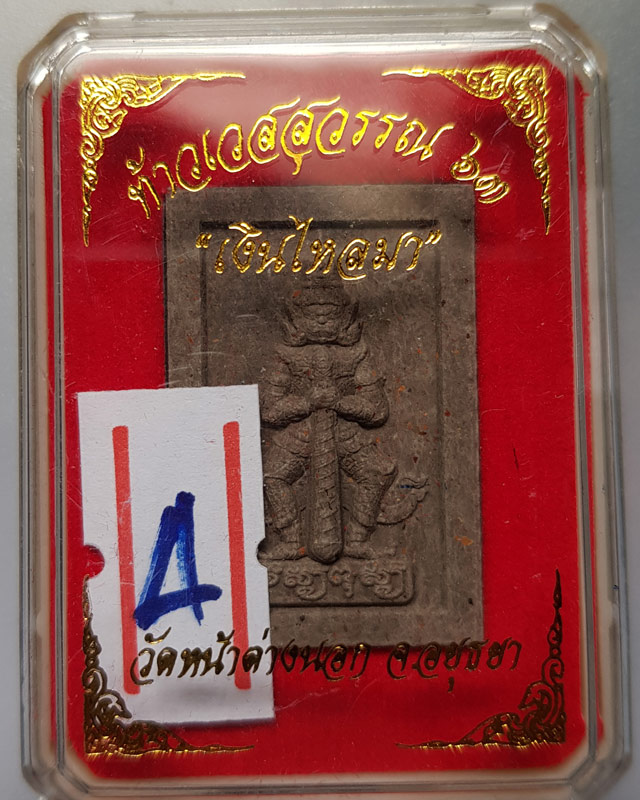 ท้าวเวสสุวรรณ ๖๓
"เงินไหลมา"
4
วัดหน้าต่างนอก จ.อยุธยา